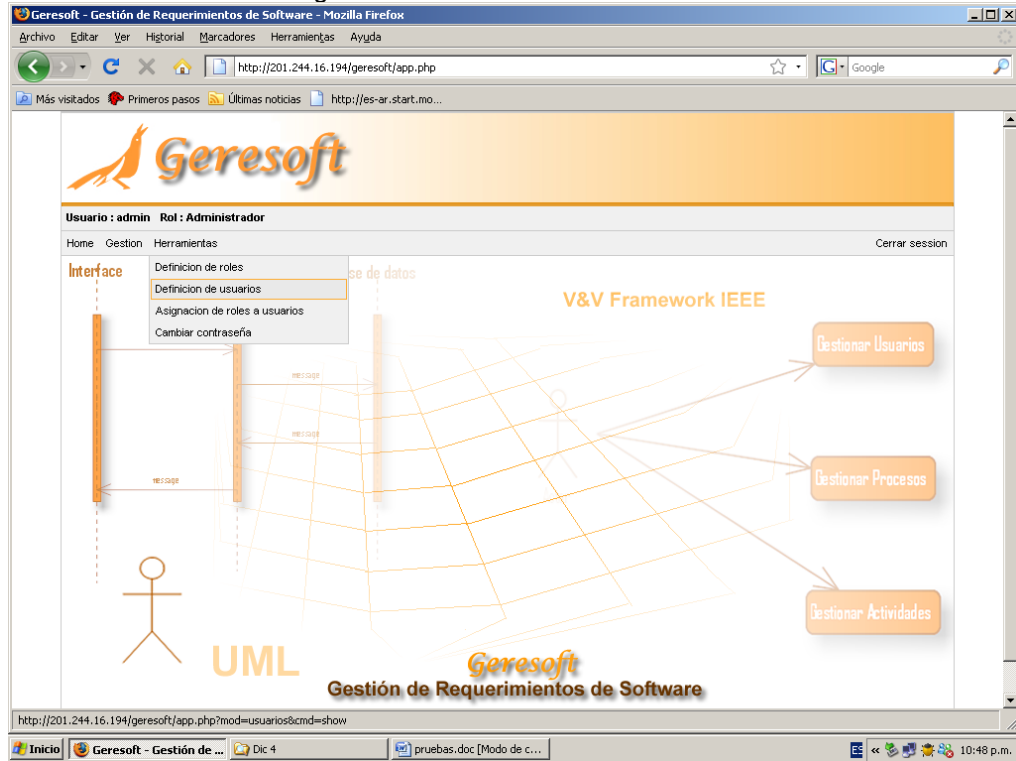 Geresoft - Gestión de Requerimientos de Software - Mozilla Firefox
Archivo Editar Ver Historial Marcadores Herramientas Ayuda
http://201.244.16.194/geresoft/app.php
G Google
Más visitados Primeros pasos Últimas noticias http://es-ar.start.mo...
Geresoft
Usuario : admin Rol : Administrador
Home Gestion Herramientas Cerrar session
Interface se de datos
Definicion de roles
Definicion de usuarios
Asignacion de roles a usuarios
Cambiar contraseña
V&V Framework IEEE
Gestionar Usuarios
message
message
message
Gestionar Procesos
Gestionar Actividades
UML
Geresoft
Gestión de Requerimientos de Software
http://201.244.16.194/geresoft/app.php?mod=usuarios&cmd=show
Inicio Geresoft - Gestión de ... Dic 4 pruebas.doc [Modo de c... ES « 10:48 p.m.